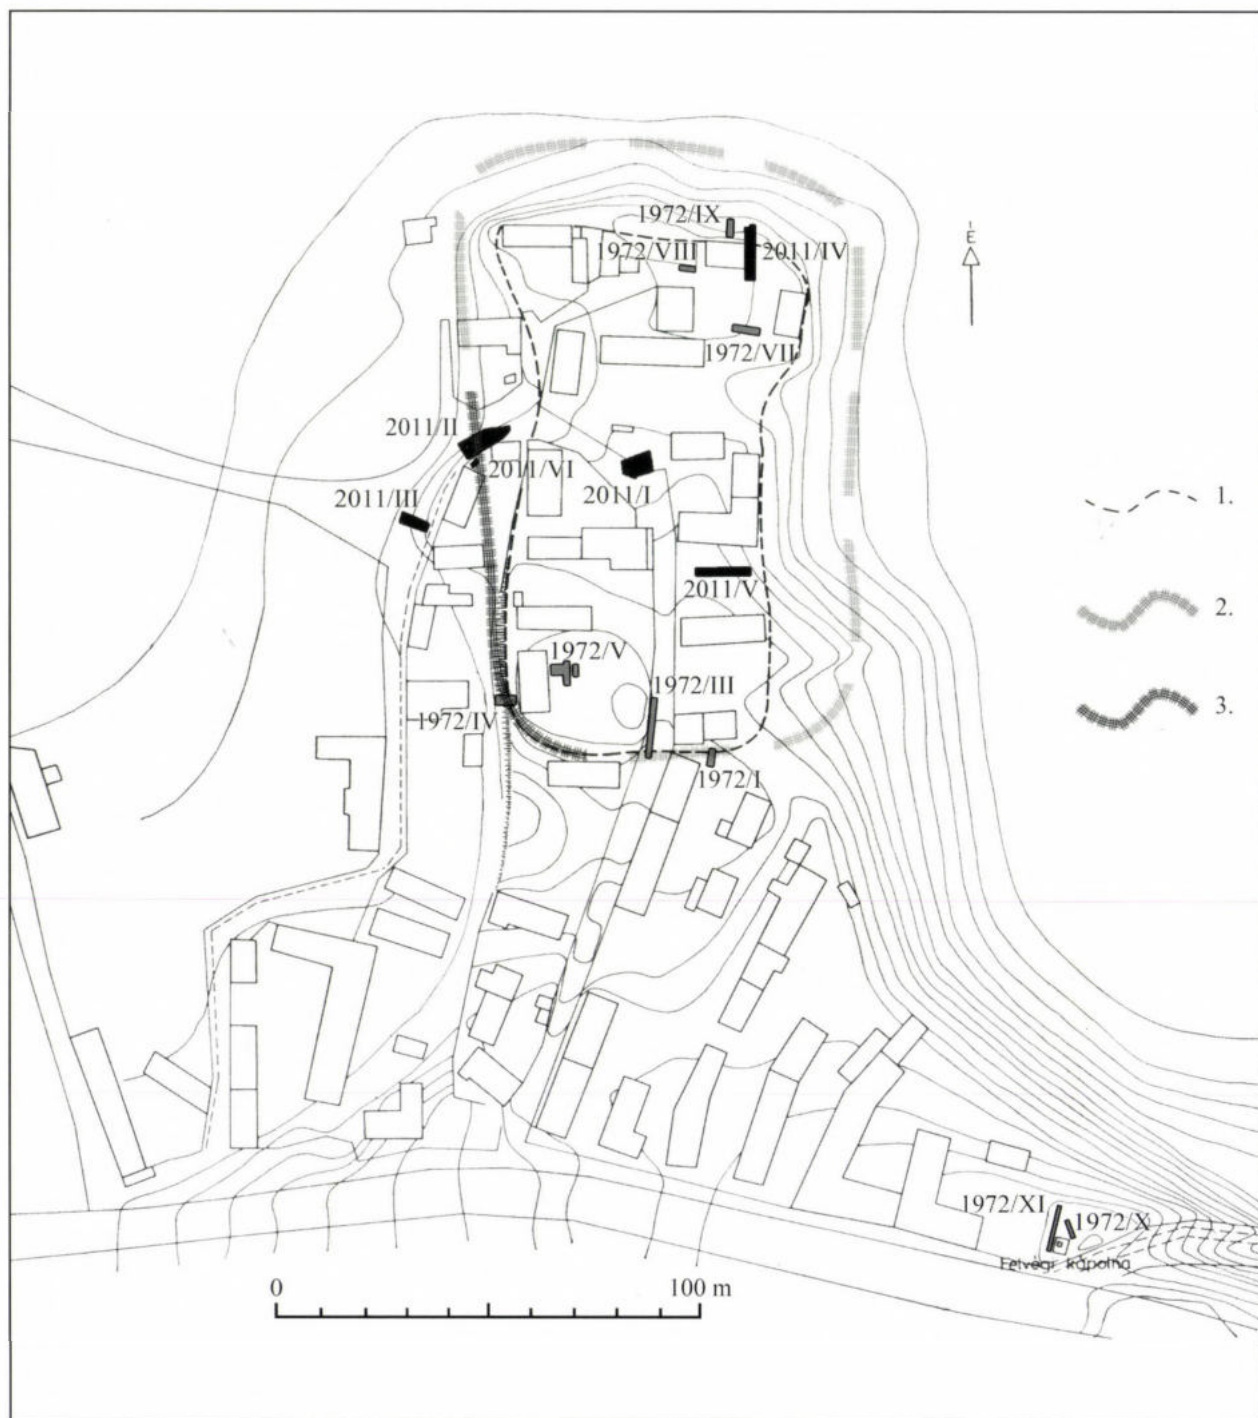 1972/IX
É
1972/VIII
2011/IV
1972/VII
2011/II
2011/VI
2011/I
2011/III
1.
2011/V
2.
1972/V
1972/III
3.
1972/IV
1972/I
1972/XI
1972/X
Felvégi kápolna
0
100 m